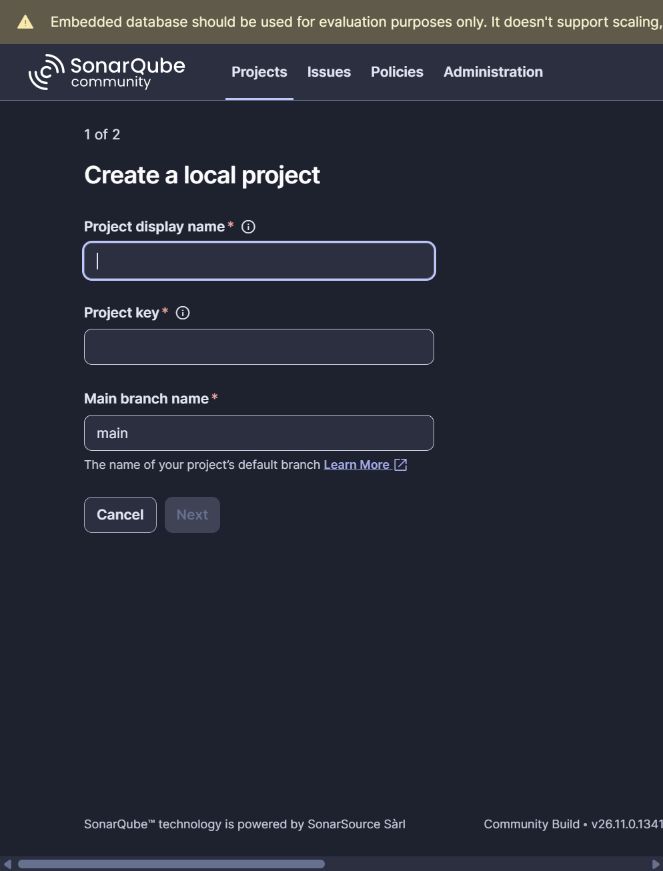 Embedded database should be used for evaluation purposes only. It doesn't support scaling,
SonarQube
community
Projects Issues Policies Administration
1 of 2
Create a local project
Project display name *
Project key *
Main branch name *
main
The name of your project's default branch Learn More
Cancel Next
SonarQube™ technology is powered by SonarSource Sàrl Community Build • v26.11.0.1341